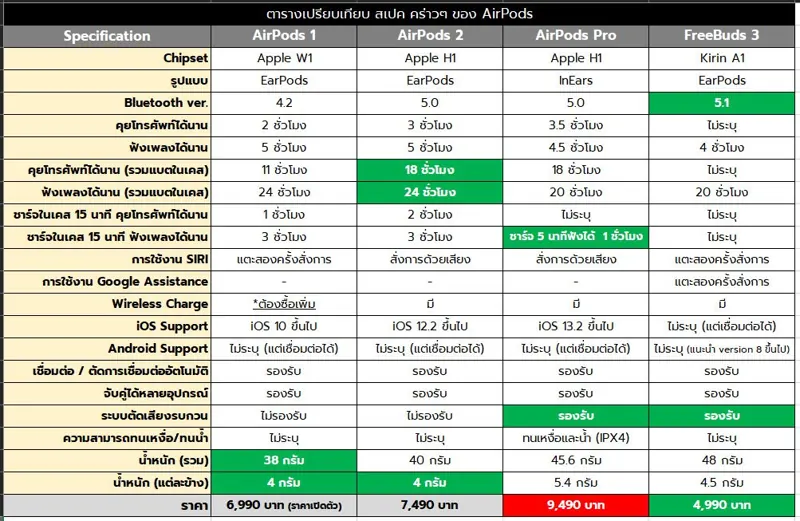 ตารางเปรียบเทียบ สเปค คร่าวๆ ของ AirPods
Specification AirPods 1 AirPods 2 AirPods Pro FreeBuds 3
Chipset Apple W1 Apple H1 Apple H1 Kirin A1
รูปแบบ EarPods EarPods InEars EarPods
Bluetooth ver. 4.2 5.0 5.0 5.1
คุยโทรศัพท์ได้นาน 2 ชั่วโมง 3 ชั่วโมง 3.5 ชั่วโมง ไม่ระบุ
ฟังเพลงได้นาน 5 ชั่วโมง 5 ชั่วโมง 4.5 ชั่วโมง 4 ชั่วโมง
คุยโทรศัพท์ได้นาน (รวมแบตในเคส) 11 ชั่วโมง 18 ชั่วโมง 18 ชั่วโมง ไม่ระบุ
ฟังเพลงได้นาน (รวมแบตในเคส) 24 ชั่วโมง 24 ชั่วโมง 20 ชั่วโมง 20 ชั่วโมง
ชาร์จในเคส 15 นาที คุยโทรศัพท์ได้นาน 1 ชั่วโมง 2 ชั่วโมง ไม่ระบุ ไม่ระบุ
ชาร์จในเคส 15 นาที ฟังเพลงได้นาน 3 ชั่วโมง 3 ชั่วโมง ชาร์จ 5 นาทีฟังได้ 1 ชั่วโมง ไม่ระบุ
การใช้งาน SIRI แตะสองครั้งสั่งการ สั่งการด้วยเสียง สั่งการด้วยเสียง แตะสองครั้งสั่งการ
การใช้งาน Google Assistance - - - แตะสองครั้งสั่งการ
Wireless Charge *ต้องซื้อเพิ่ม มี มี มี
iOS Support iOS 10 ขึ้นไป iOS 12.2 ขึ้นไป iOS 13.2 ขึ้นไป ไม่ระบุ (แต่เชื่อมต่อได้)
Android Support ไม่ระบุ (แต่เชื่อมต่อได้) ไม่ระบุ (แต่เชื่อมต่อได้) ไม่ระบุ (แต่เชื่อมต่อได้) ไม่ระบุ (แนะนำ version 8 ขึ้นไป)
เชื่อมต่อ / ตัดการเชื่อมต่ออัตโนมัติ รองรับ รองรับ รองรับ รองรับ
จับคู่ได้หลายอุปกรณ์ รองรับ รองรับ รองรับ รองรับ
ระบบตัดเสียงรบกวน ไม่รองรับ ไม่รองรับ รองรับ รองรับ
ความสามารถทนเหงื่อ/ทนน้ำ ไม่ระบุ ไม่ระบุ ทนเหงื่อและน้ำ (IPX4) ไม่ระบุ
น้ำหนัก (รวม) 38 กรัม 40 กรัม 45.6 กรัม 48 กรัม
น้ำหนัก (แต่ละข้าง) 4 กรัม 4 กรัม 5.4 กรัม 4.5 กรัม
ราคา 6,990 บาท (ราคาเปิดตัว) 7,490 บาท 9,490 บาท 4,990 บาท